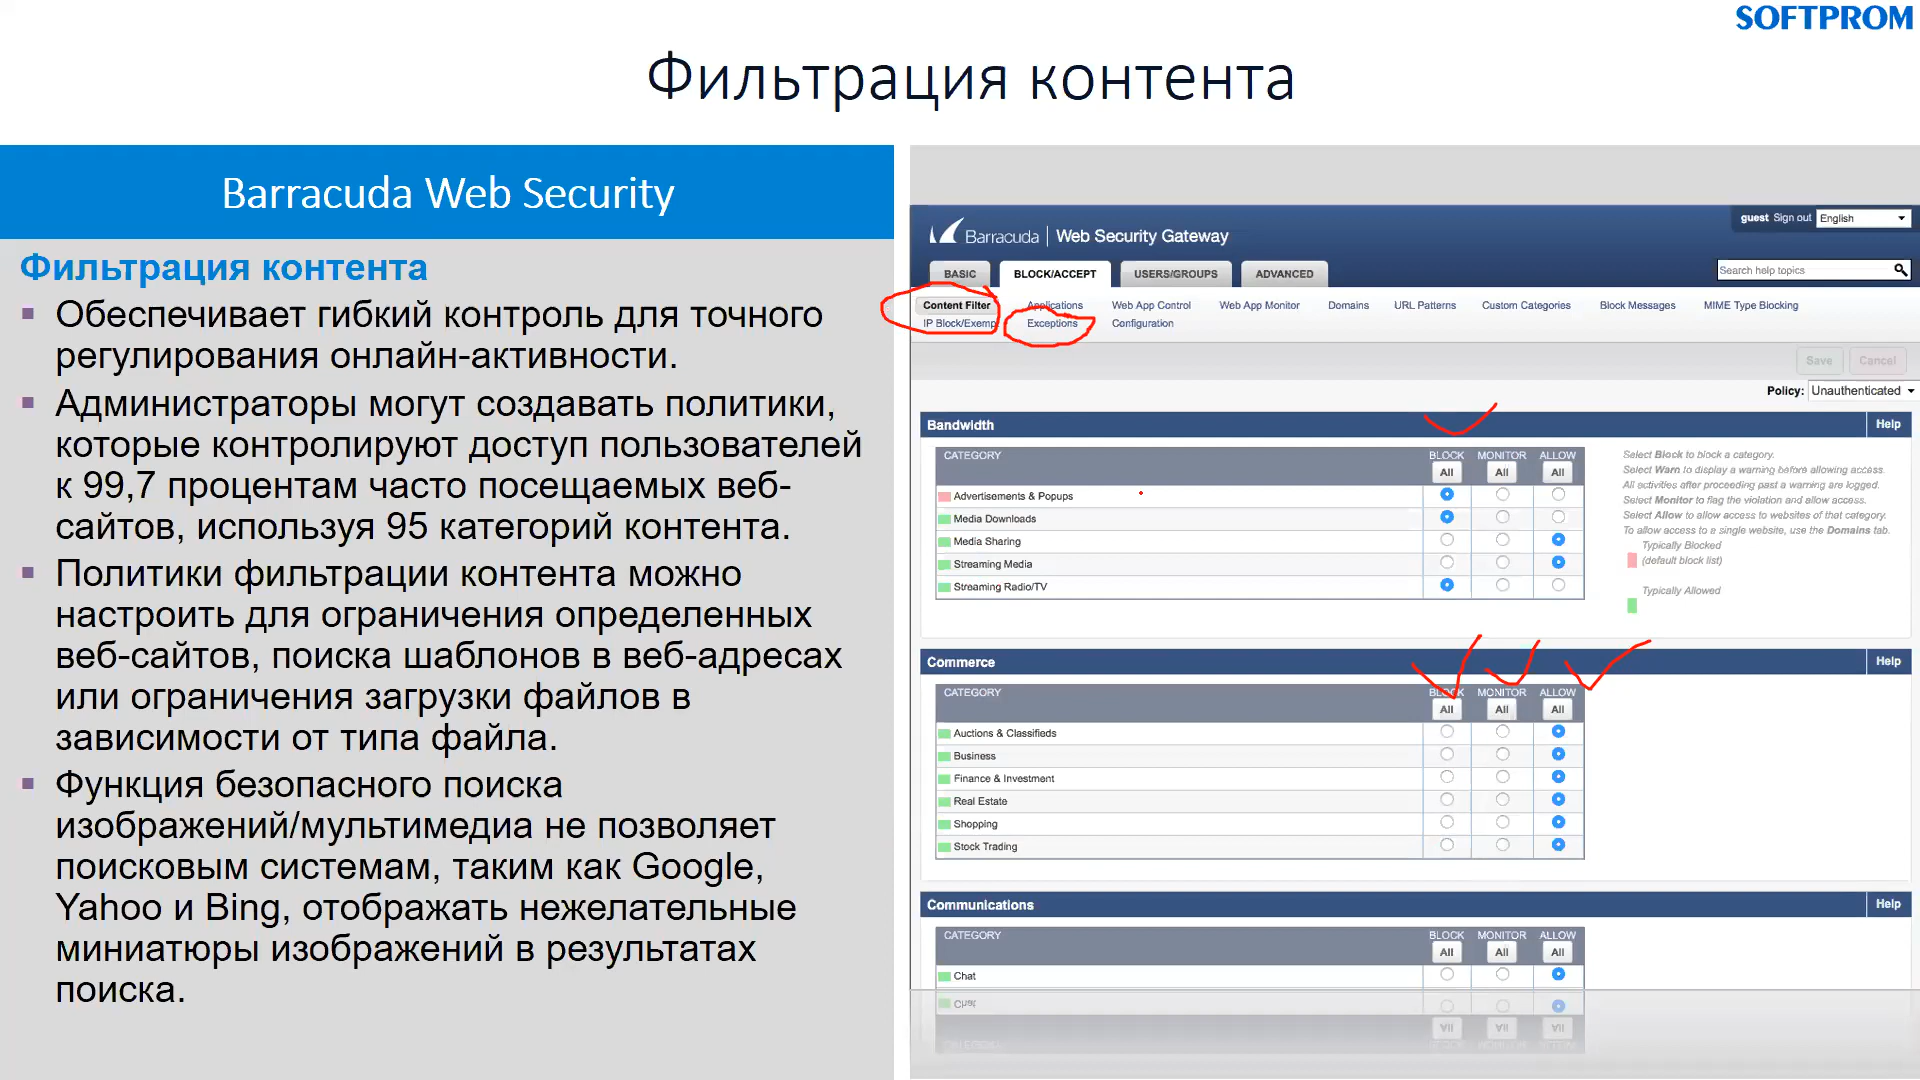 SOFTPROM
Фильтрация контента
Barracuda Web Security
Фильтрация контента
Обеспечивает гибкий контроль для точного
регулирования онлайн-активности.
Администраторы могут создавать политики,
которые контролируют доступ пользователей
к 99,7 процентам часто посещаемых веб-
сайтов, используя 95 категорий контента.
Политики фильтрации контента можно
настроить для ограничения определенных
веб-сайтов, поиска шаблонов в веб-адресах
или ограничения загрузки файлов в
зависимости от типа файла.
Функция безопасного поиска
изображений/мультимедиа не позволяет
поисковым системам, таким как Google,
Yahoo и Bing, отображать нежелательные
миниатюры изображений в результатах
поиска.
guest Sign out English
Barracuda | Web Security Gateway
BASIC BLOCK/ACCEPT USERS/GROUPS ADVANCED
Search help topics
Content Filter Applications Web App Control Web App Monitor Domains URL Patterns Custom Categories Block Messages MIME Type Blocking
IP Block/Exemp Exceptions Configuration
Save Cancel
Policy: Unauthenticated
Bandwidth Help
CATEGORY BLOCK MONITOR ALLOW
All All All
Advertisements & Popups
Media Downloads
Media Sharing
Streaming Media
Streaming Radio/TV
Select Block to block a category.
Select Warn to display a warning before allowing access.
All activities after proceeding past a warning are logged.
Select Monitor to flag the violation and allow access.
Select Allow to allow access to websites of that category.
To allow access to a single website, use the Domains tab.
Typically Blocked
(default block list)
Typically Allowed
Commerce Help
CATEGORY BLOCK MONITOR ALLOW
All All All
Auctions & Classifieds
Business
Finance & Investment
Real Estate
Shopping
Stock Trading
Communications Help
CATEGORY BLOCK MONITOR ALLOW
All All All
Chat